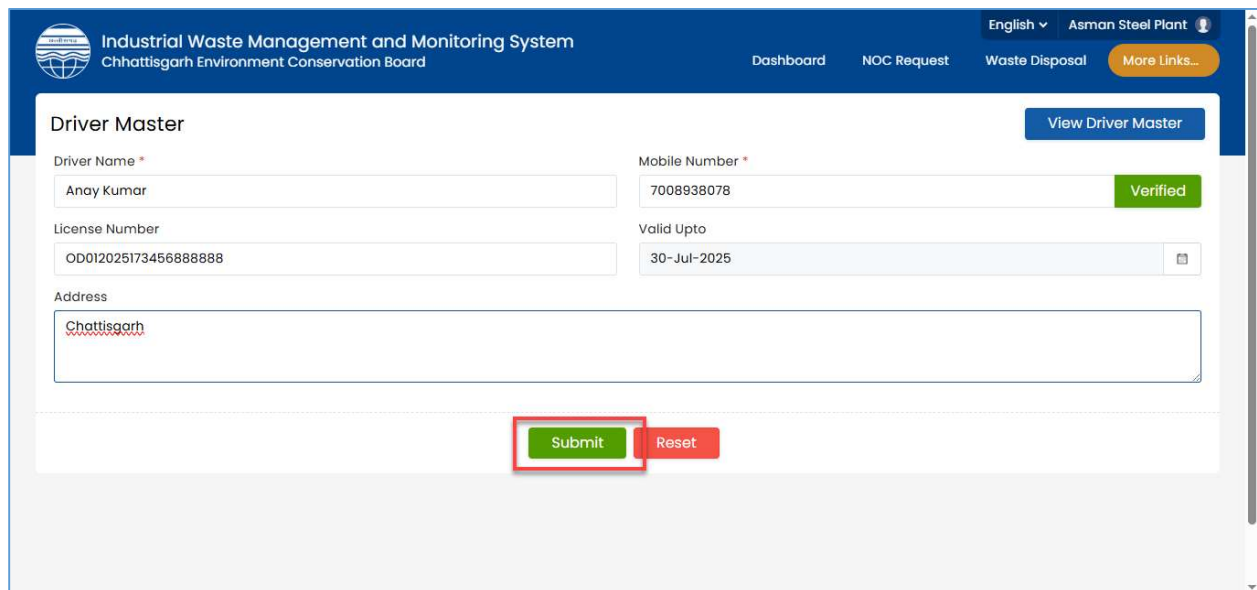 English
Asman Steel Plant
Industrial Waste Management and Monitoring System
Chhattisgarh Environment Conservation Board
Dashboard
NOC Request
Waste Disposal
More Links...
Driver Master
View Driver Master
Driver Name *
Mobile Number *
Anay Kumar
7008938078
Verified
License Number
Valid Upto
OD012025173456888888
30-Jul-2025
Address
Chattisgarh
Submit
Reset